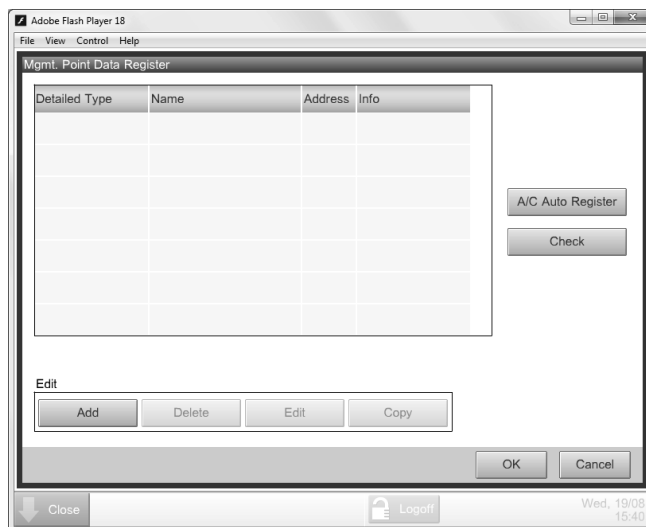 Adobe Flash Player 18
File View Control Help
Mgmt. Point Data Register
Detailed Type Name Address Info
A/C Auto Register
Check
Edit
Add Delete Edit Copy
OK Cancel
Close Logoff Wed, 19/08
15:40